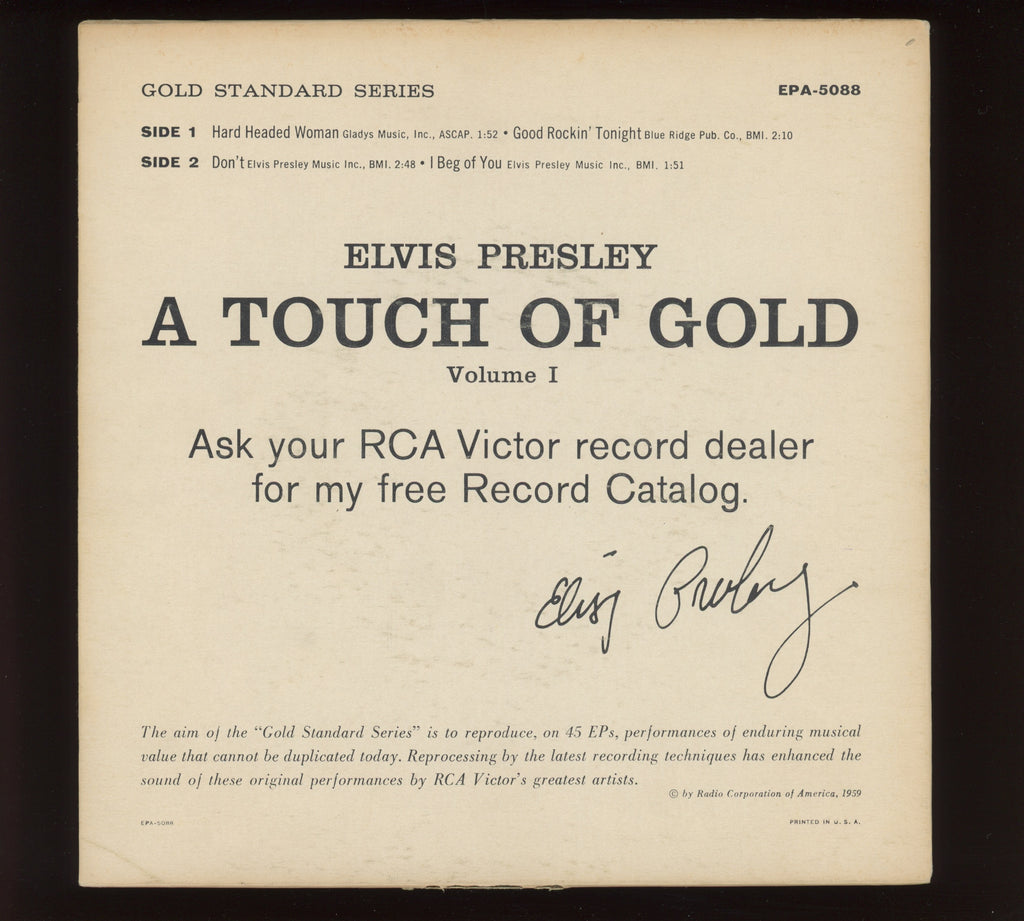 GOLD STANDARD SERIES EPA-5088
SIDE 1 Hard Headed Woman Gladys Music, Inc., ASCAP. 1:52 • Good Rockin' Tonight Blue Ridge Pub. Co., BMI. 2:10
SIDE 2 Don't Elvis Presley Music Inc., BMI. 2:48 • I Beg of You Elvis Presley Music Inc., BMI. 1:51
ELVIS PRESLEY
A TOUCH OF GOLD
Volume I
Ask your RCA Victor record dealer
for my free Record Catalog.
Elvis Presley
The aim of the “Gold Standard Series” is to reproduce, on 45 EPs, performances of enduring musical
value that cannot be duplicated today. Reprocessing by the latest recording techniques has enhanced the
sound of these original performances by RCA Victor's greatest artists.
© by Radio Corporation of America, 1959
EPA-5088 PRINTED IN U. S. A.